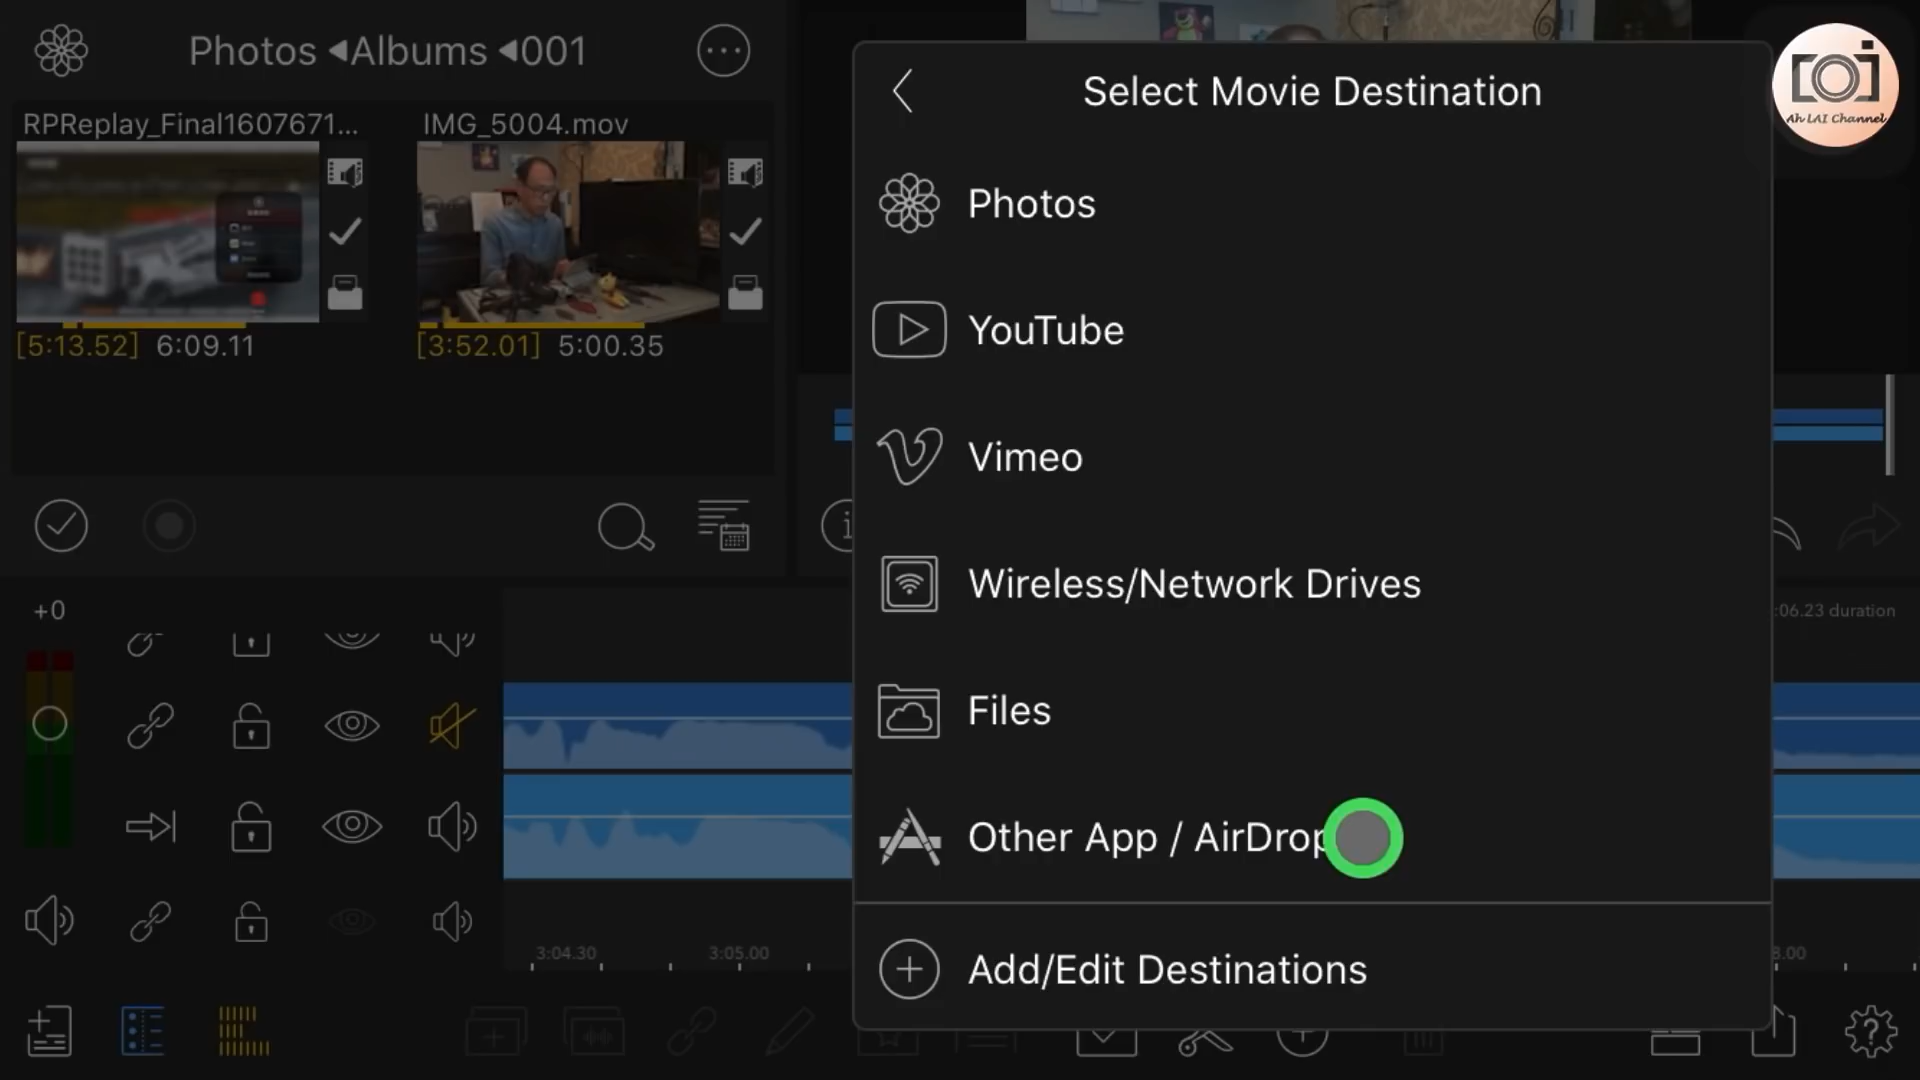 Photos ◀Albums ◀001
RPReplay_Final1607671...
IMG_5004.mov
[5:13.52] 6:09.11
[3:52.01] 5:00.35
Select Movie Destination
Photos
YouTube
Vimeo
Wireless/Network Drives
Files
Other App / AirDrop
Add/Edit Destinations
Ah LAI Channel
+0
:06.23 duration
3:04.30
3:05.00
8.00